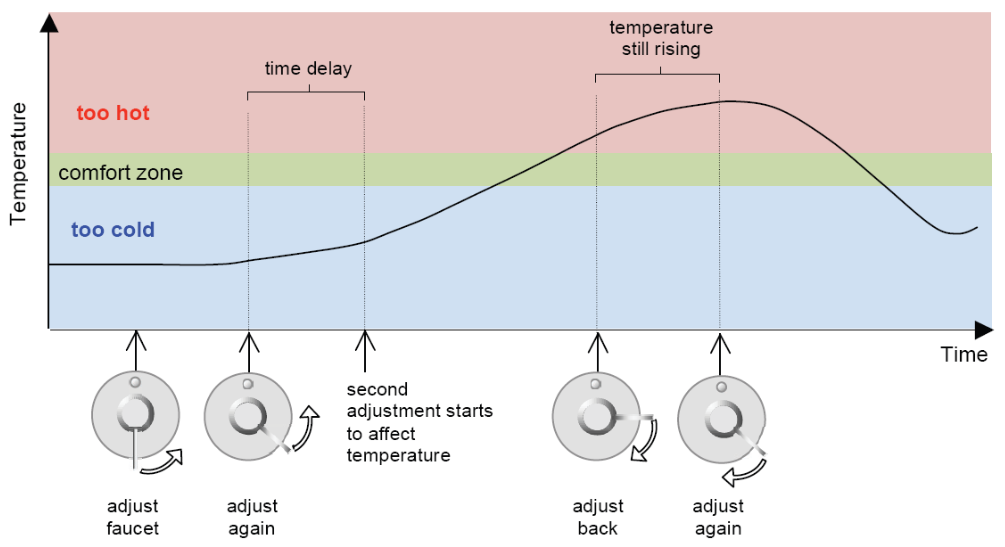 temperature
still rising
time delay
too hot
Temperature
comfort zone
too cold
Time
second
adjustment starts
to affect
temperature
adjust
faucet
adjust
again
adjust
back
adjust
again